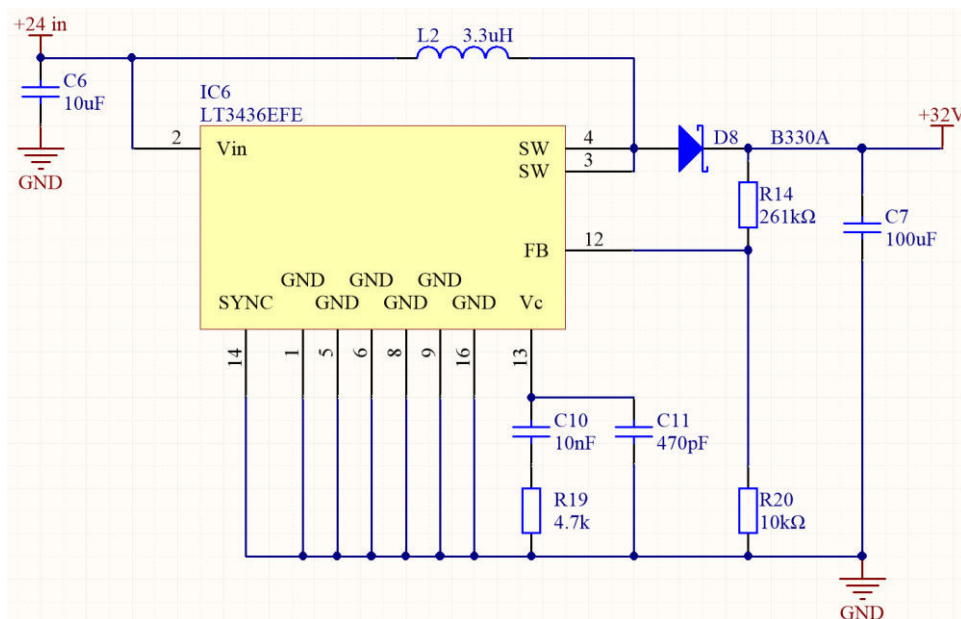 +24 in
L2 3.3uH
C6
10uF
GND
IC6
LT3436EFE
2
Vin
SW
4
SW
3
D8
B330A
+32V
R14
261kΩ
C7
100uF
FB
12
GND
GND
GND
SYNC
GND
GND
GND
Vc
14
1
5
6
8
9
16
13
C10
10nF
C11
470pF
R19
4.7k
R20
10kΩ
GND